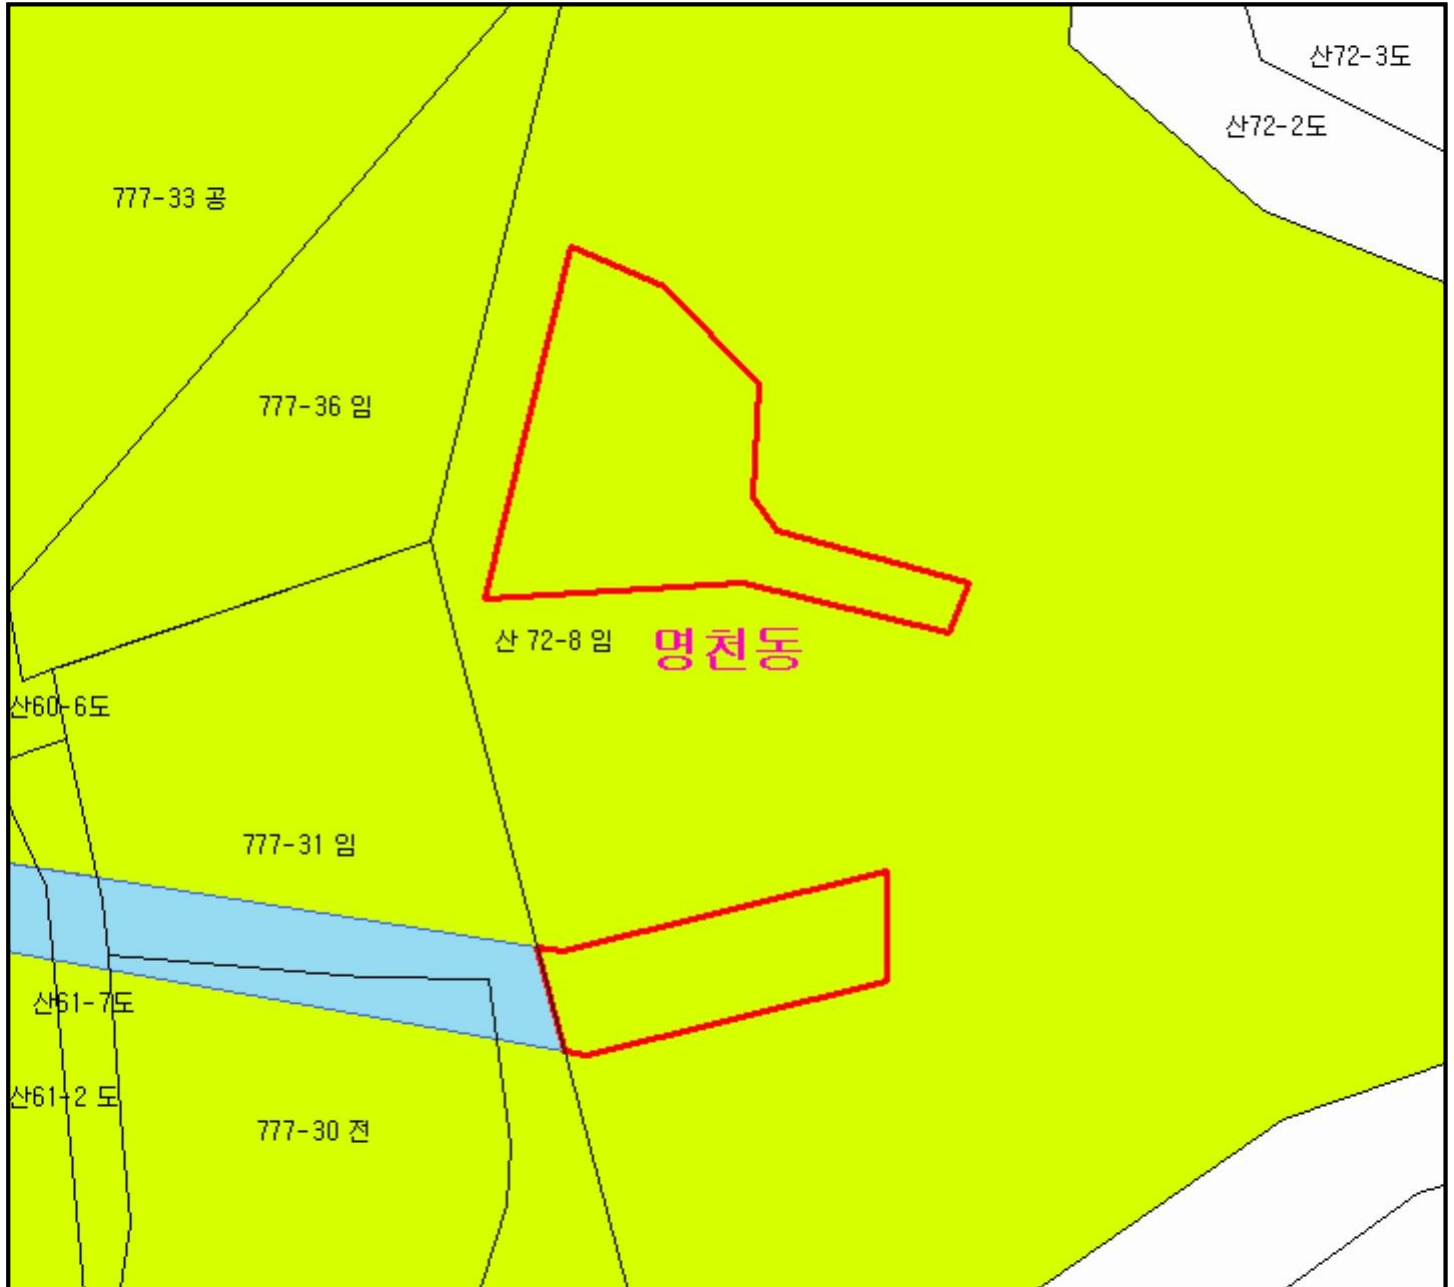 산72-3도
산72-2도
777-33 공
777-36 임
산 72-8 임
명천동
산60-6도
777-31 임
산61-7도
산61-2 도
777-30 전